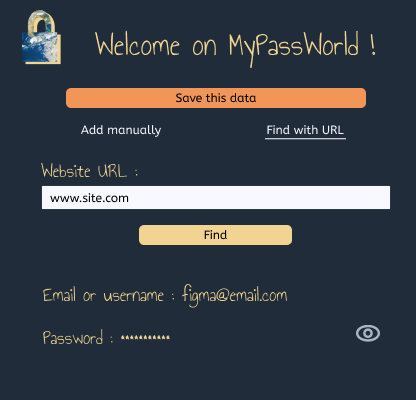 Welcome on MyPassWorld !
Save this data
Add manually Find with URL
Website URL :
www.site.com
Find
Email or username : figma@email.com
Password : ***********